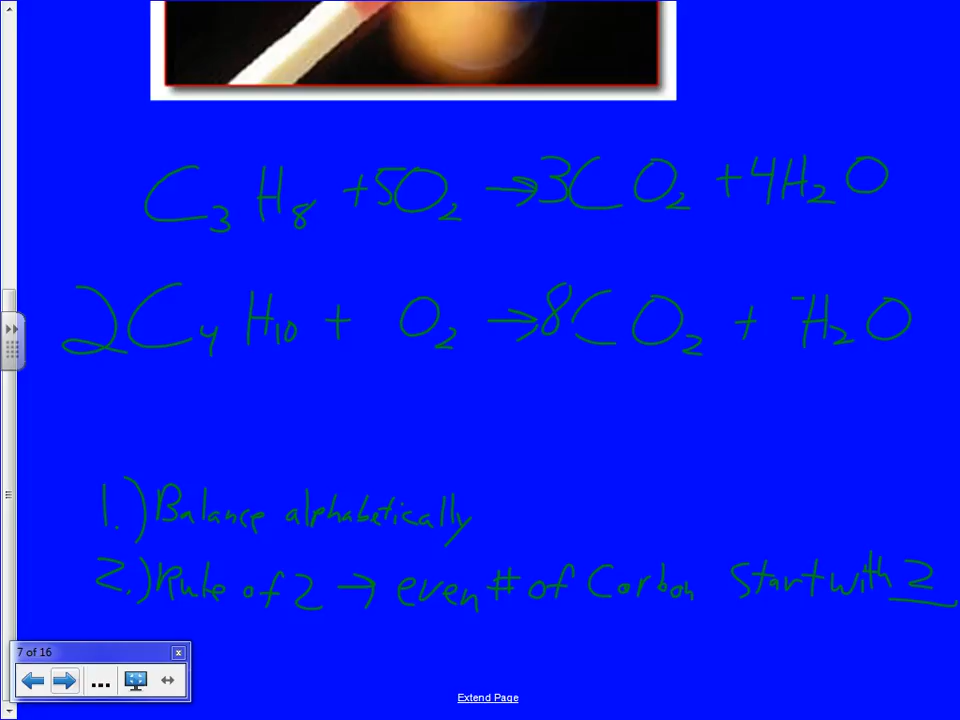 C3H8 +5O2 →3CO2 +4H2O
2C4H10 + O2 →8CO2 + H2O
1.) Balance alphabetically
2.) Rule of 2 → even # of Carbon Start with 2
7 of 16
x
...
Extend Page